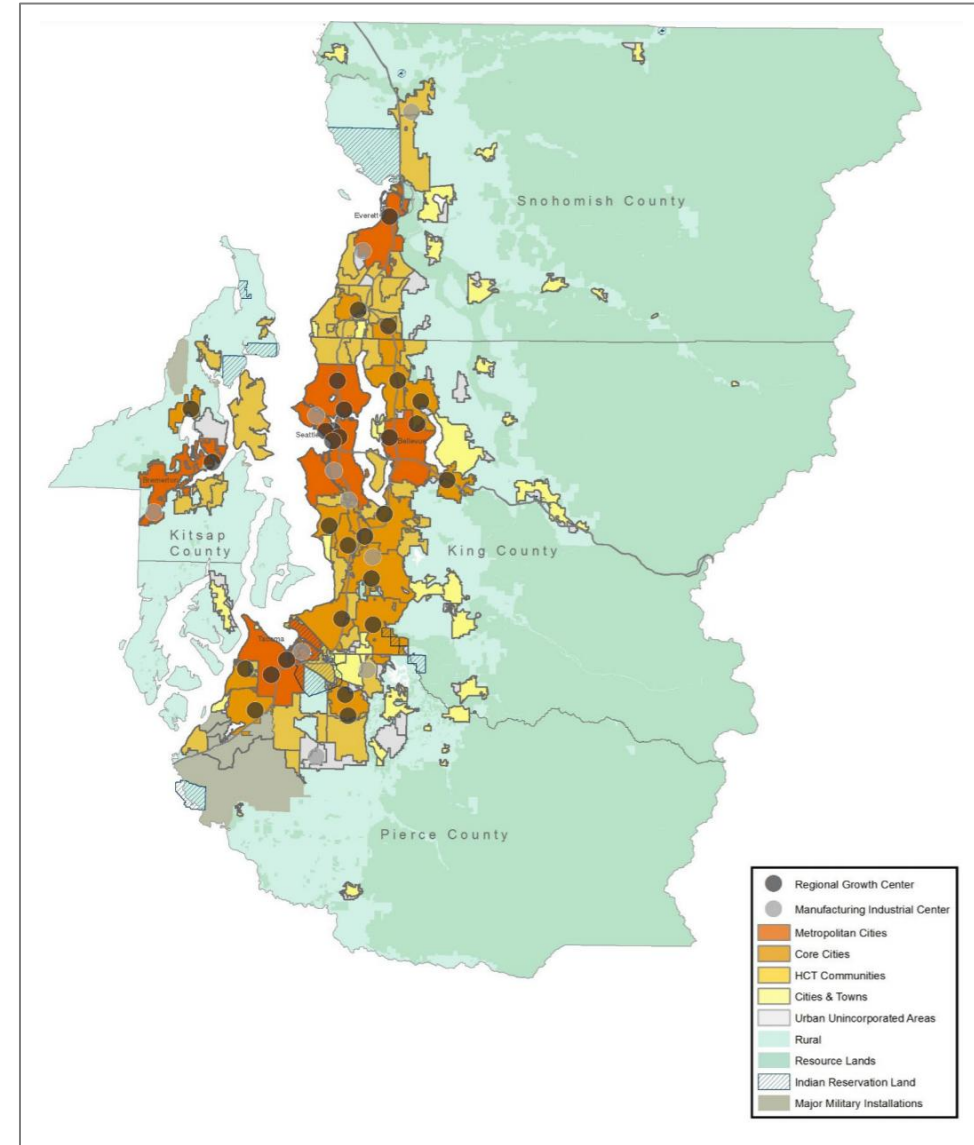 Snohomish County
Everett
Seattle
Bellevue
Bremerton
Kitsap
County
King County
Tacoma
Pierce County
Regional Growth Center
Manufacturing Industrial Center
Metropolitan Cities
Core Cities
HCT Communities
Cities & Towns
Urban Unincorporated Areas
Rural
Resource Lands
Indian Reservation Land
Major Military Installations